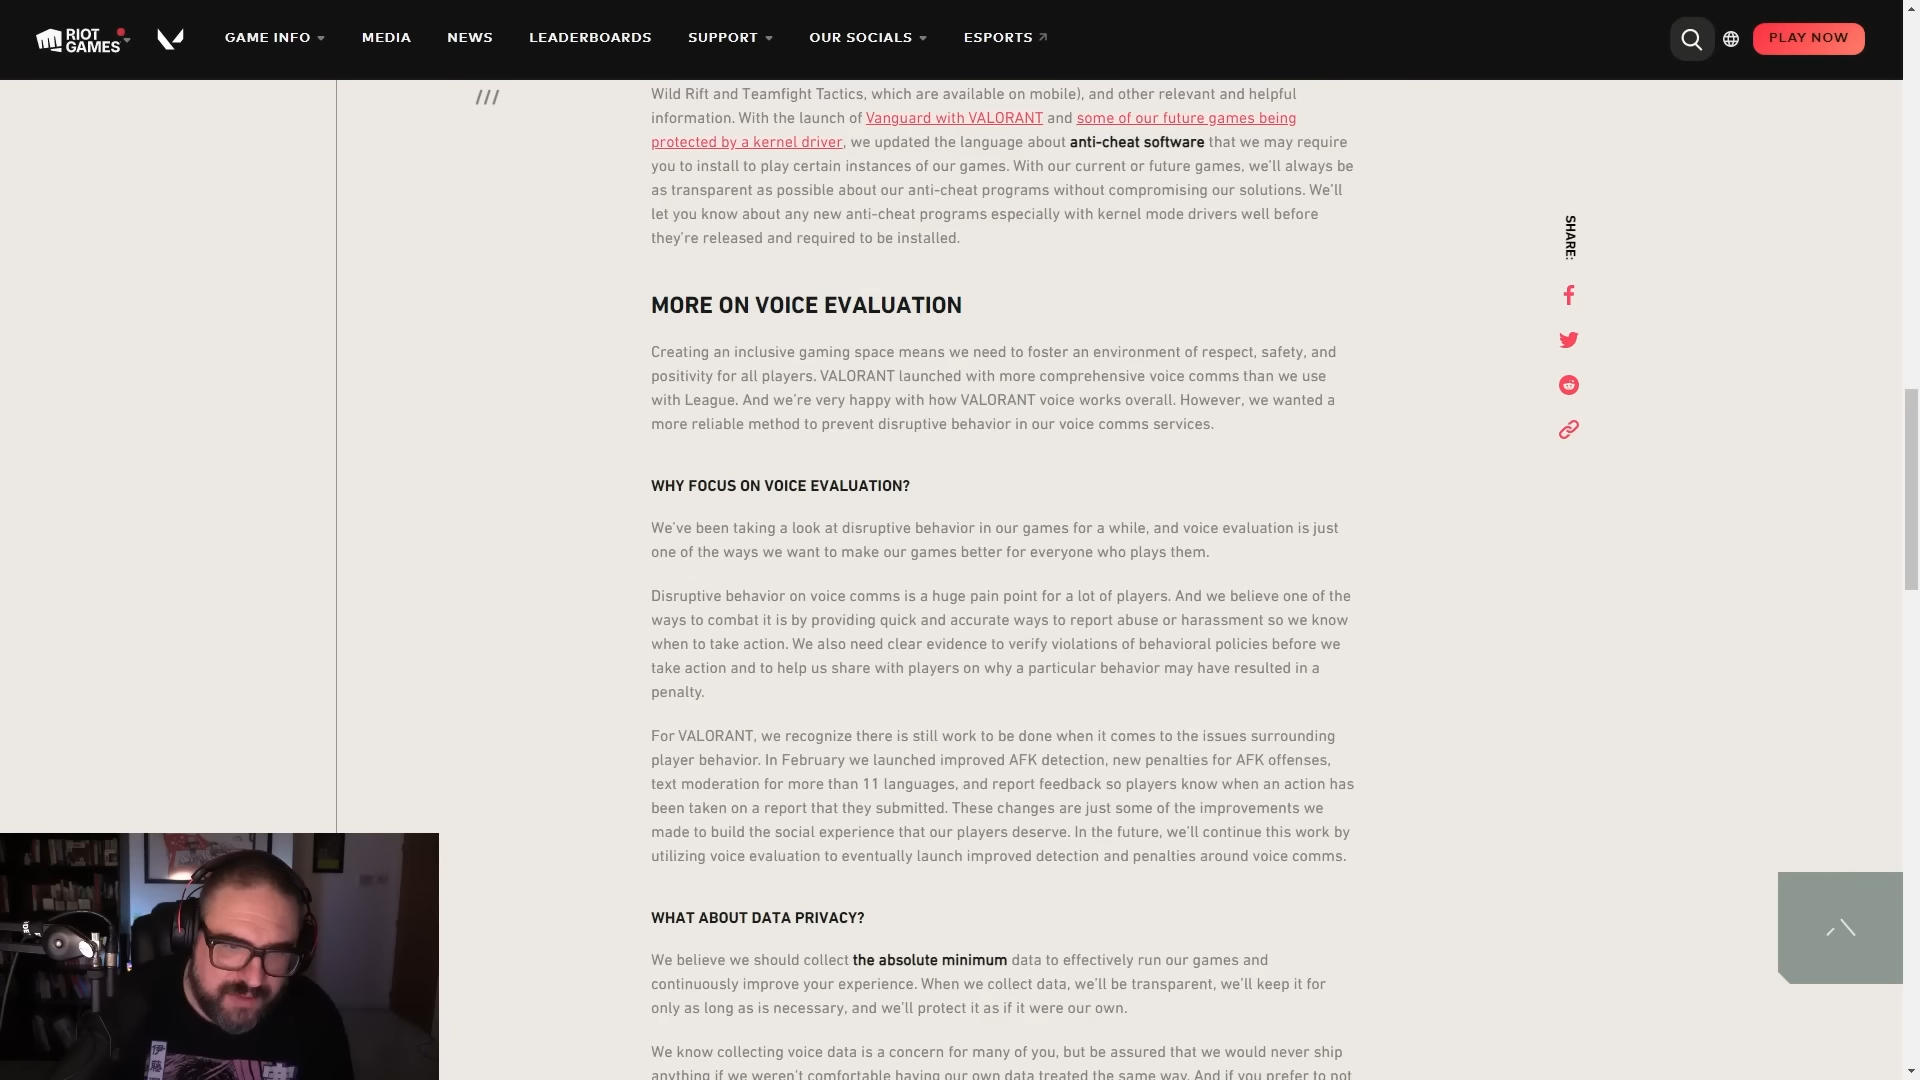 RIOT GAMES
GAME INFO
MEDIA
NEWS
LEADERBOARDS
SUPPORT
OUR SOCIALS
ESPORTS
PLAY NOW
///
Wild Rift and Teamfight Tactics, which are available on mobile), and other relevant and helpful
information. With the launch of Vanguard with VALORANT and some of our future games being
protected by a kernel driver, we updated the language about anti-cheat software that we may require
you to install to play certain instances of our games. With our current or future games, we'll always be
as transparent as possible about our anti-cheat programs without compromising our solutions. We'll
let you know about any new anti-cheat programs especially with kernel mode drivers well before
they're released and required to be installed.
MORE ON VOICE EVALUATION
Creating an inclusive gaming space means we need to foster an environment of respect, safety, and
positivity for all players. VALORANT launched with more comprehensive voice comms than we use
with League. And we're very happy with how VALORANT voice works overall. However, we wanted a
more reliable method to prevent disruptive behavior in our voice comms services.
WHY FOCUS ON VOICE EVALUATION?
We've been taking a look at disruptive behavior in our games for a while, and voice evaluation is just
one of the ways we want to make our games better for everyone who plays them.
Disruptive behavior on voice comms is a huge pain point for a lot of players. And we believe one of the
ways to combat it is by providing quick and accurate ways to report abuse or harassment so we know
when to take action. We also need clear evidence to verify violations of behavioral policies before we
take action and to help us share with players on why a particular behavior may have resulted in a
penalty.
For VALORANT, we recognize there is still work to be done when it comes to the issues surrounding
player behavior. In February we launched improved AFK detection, new penalties for AFK offenses,
text moderation for more than 11 languages, and report feedback so players know when an action has
been taken on a report that they submitted. These changes are just some of the improvements we
made to build the social experience that our players deserve. In the future, we'll continue this work by
utilizing voice evaluation to eventually launch improved detection and penalties around voice comms.
WHAT ABOUT DATA PRIVACY?
We believe we should collect the absolute minimum data to effectively run our games and
continuously improve your experience. When we collect data, we'll be transparent, we'll keep it for
only as long as is necessary, and we'll protect it as if it were our own.
We know collecting voice data is a concern for many of you, but be assured that we would never ship
anything if we weren't comfortable having our own data treated the same way. And if you prefer to not
SHARE:
伊藤